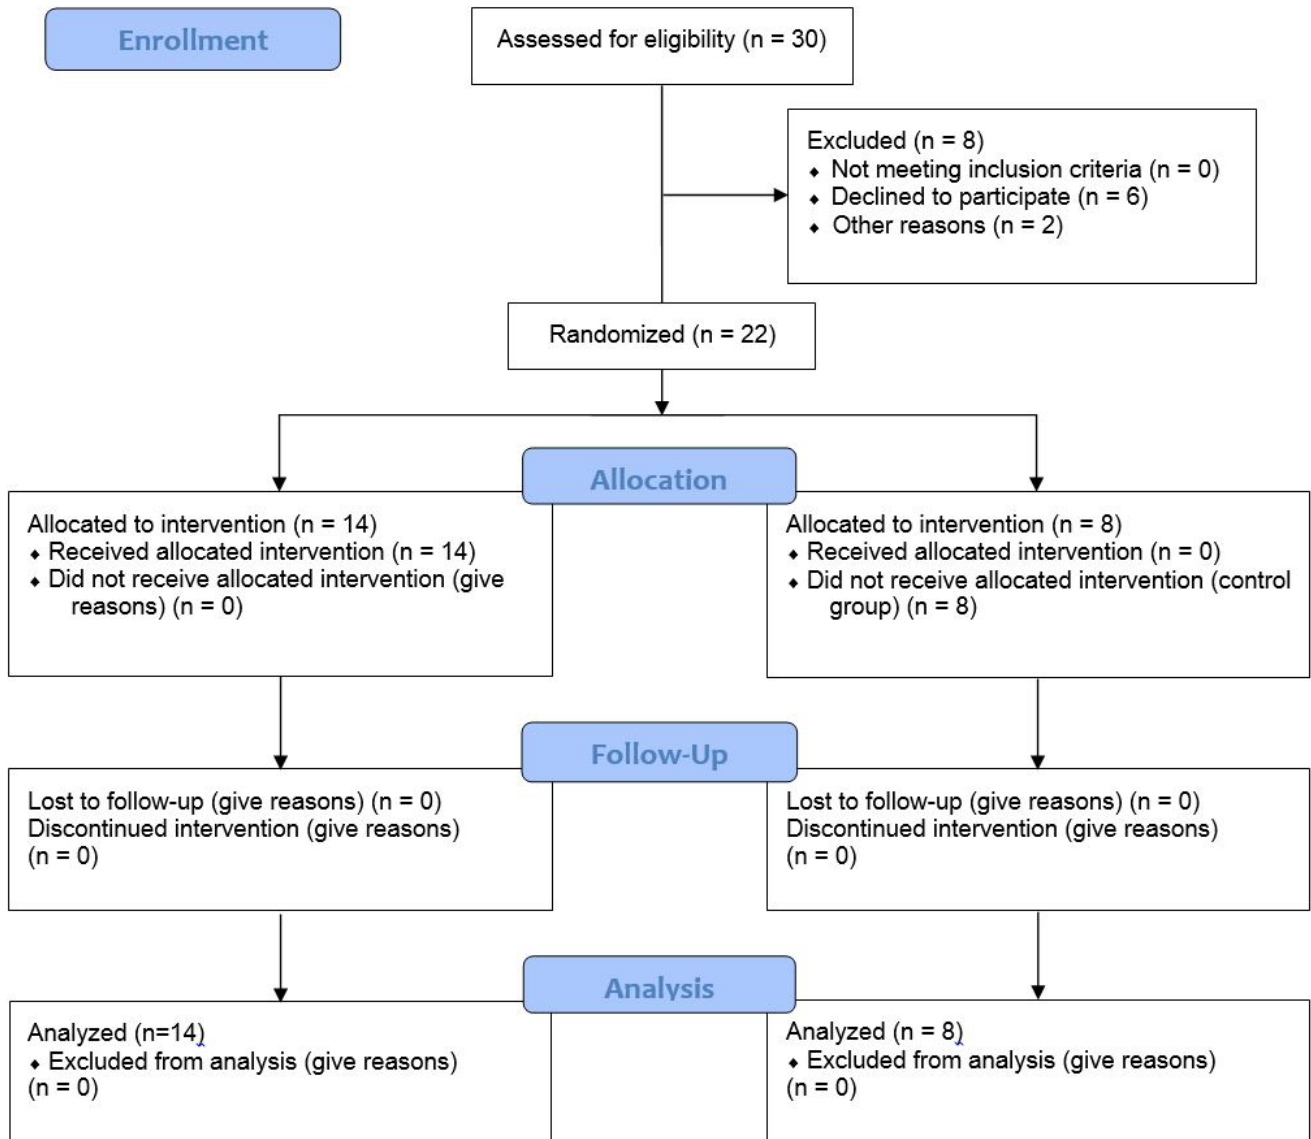 Enrollment
Assessed for eligibility (n = 30)
Excluded (n = 8)
⬥ Not meeting inclusion criteria (n = 0)
⬥ Declined to participate (n = 6)
⬥ Other reasons (n = 2)
Randomized (n = 22)
Allocation
Allocated to intervention (n = 14)
⬥ Received allocated intervention (n = 14)
⬥ Did not receive allocated intervention (give
reasons) (n = 0)
Allocated to intervention (n = 8)
⬥ Received allocated intervention (n = 0)
⬥ Did not receive allocated intervention (control
group) (n = 8)
Follow-Up
Lost to follow-up (give reasons) (n = 0)
Discontinued intervention (give reasons)
(n = 0)
Lost to follow-up (give reasons) (n = 0)
Discontinued intervention (give reasons)
(n = 0)
Analysis
Analyzed (n=14)
⬥ Excluded from analysis (give reasons)
(n = 0)
Analyzed (n = 8)
⬥ Excluded from analysis (give reasons)
(n = 0)